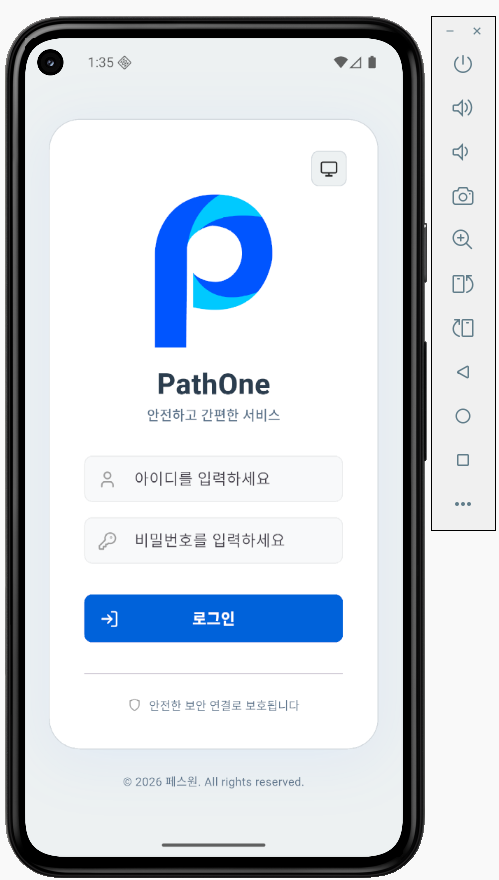 1:35
PathOne
안전하고 간편한 서비스
아이디를 입력하세요
비밀번호를 입력하세요
로그인
안전한 보안 연결로 보호됩니다
© 2026 페스원. All rights reserved.